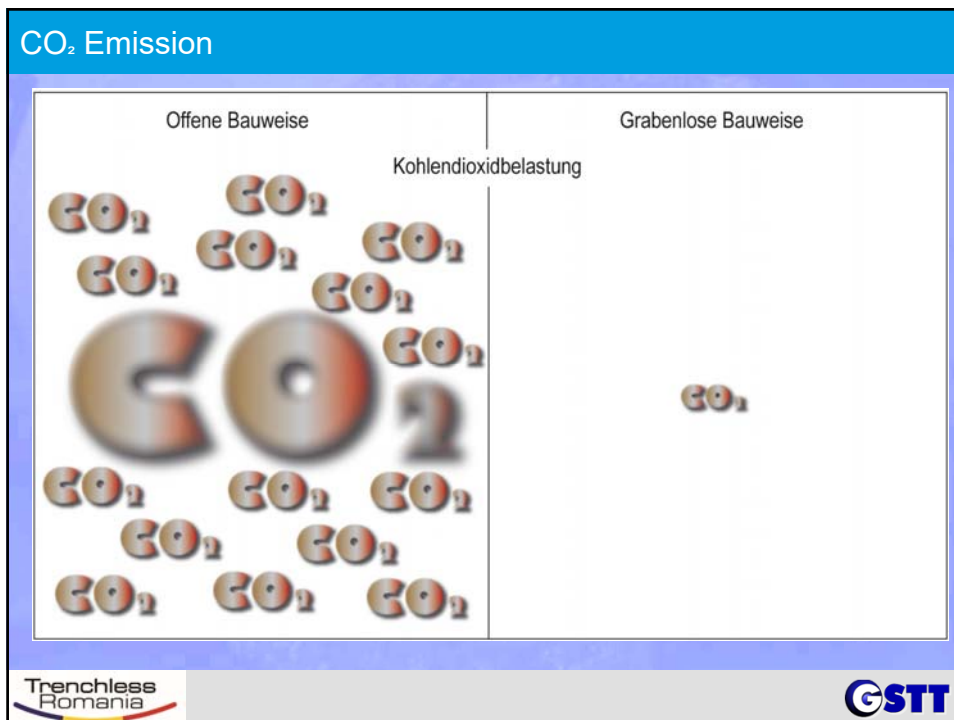 CO₂ Emission
Offene Bauweise
Grabenlose Bauweise
Kohlendioxidbelastung
CO₂ CO₂
CO₂ CO₂
CO₂ CO₂
CO₂
CO₂
CO₂ CO₂ CO₂
CO₂ CO₂
CO₂ CO₂ CO₂
CO₂
Trenchless
Romania
GSTT